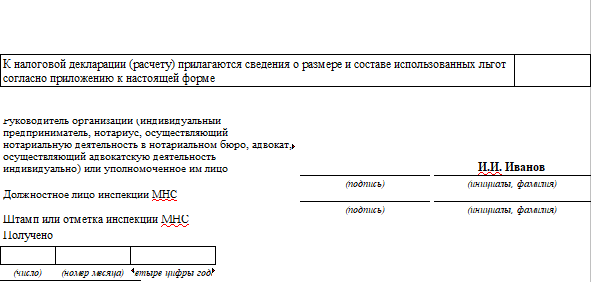 К налоговой декларации (расчету) прилагаются сведения о размере и составе использованных льгот
согласно приложению к настоящей форме
Руководитель организации (индивидуальный
предприниматель, нотариус, осуществляющий
нотариальную деятельность в нотариальном бюро, адвокат,
осуществляющий адвокатскую деятельность
индивидуально) или уполномоченное им лицо
И.И. Иванов
(подпись) (инициалы, фамилия)
Должностное лицо инспекции МНС
(подпись) (инициалы, фамилия)
Штамп или отметка инспекции МНС
Получено
(число) (номер месяца) етыре цифры год